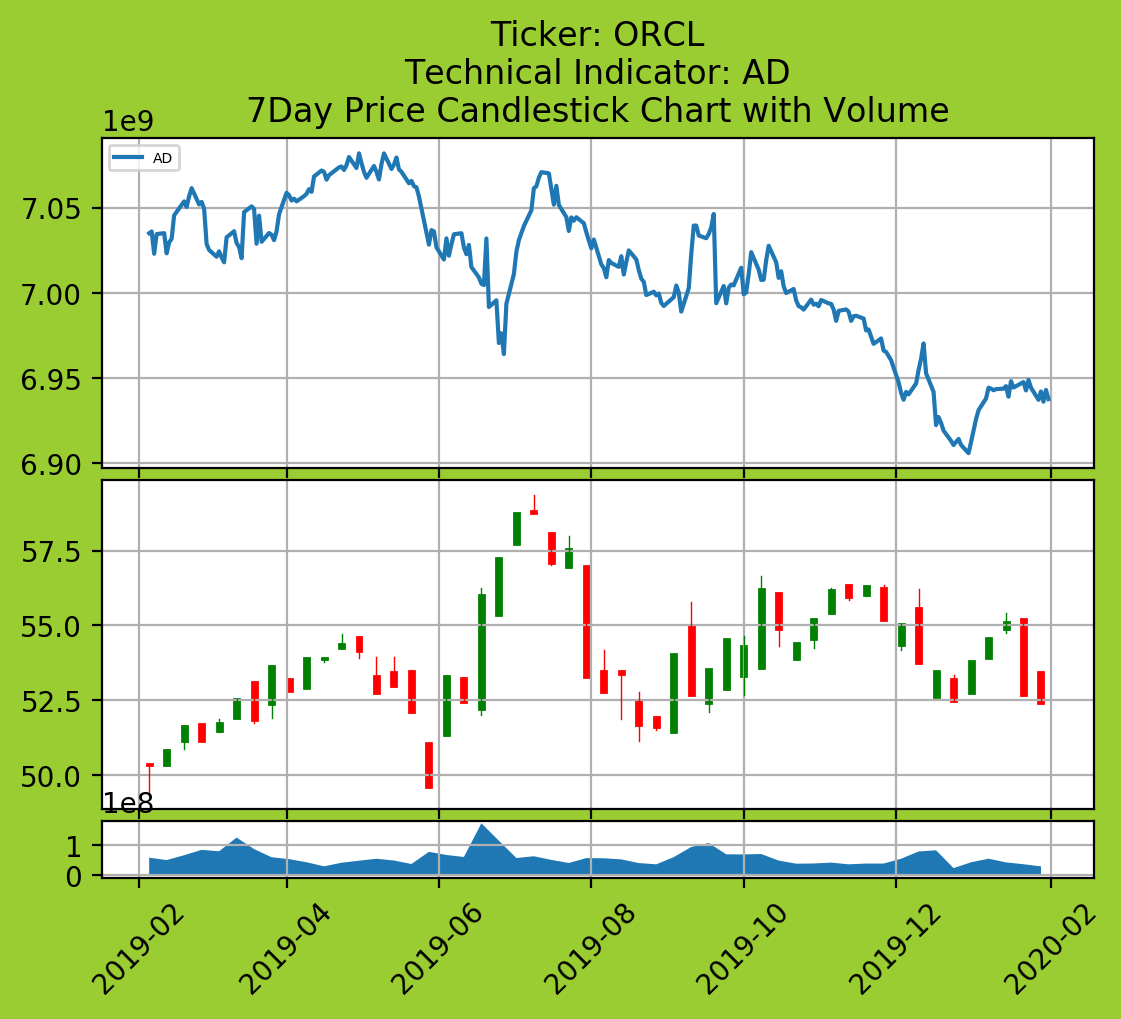 Ticker: ORCL
Technical Indicator: AD
7Day Price Candlestick Chart with Volume
1e9
AD
7.05
7.00
6.95
6.90
57.5
55.0
52.5
50.0
1e8
1
0
2019-02 2019-04 2019-06 2019-08 2019-10 2019-12 2020-02